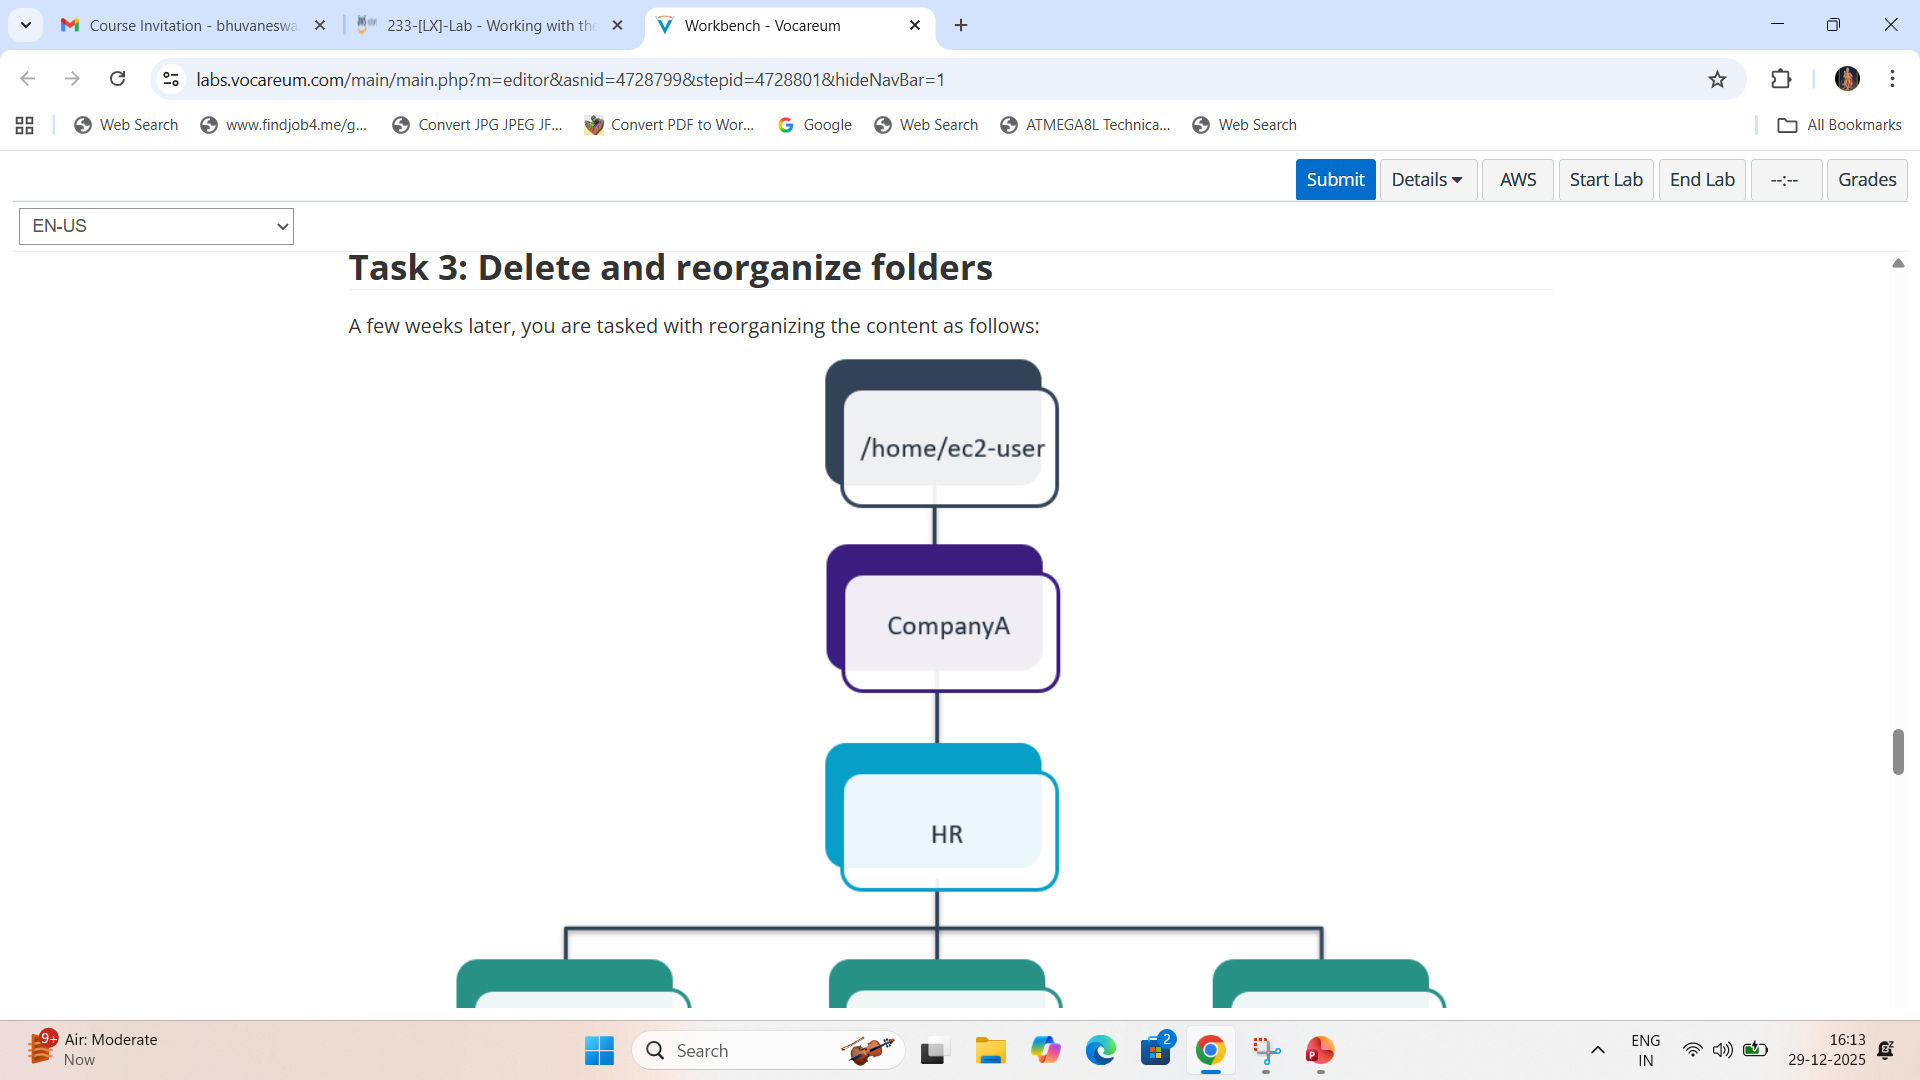 Course Invitation - bhuvaneswa
233-[LX]-Lab - Working with the
Workbench - Vocareum
labs.vocareum.com/main/main.php?m=editor&asnid=4728799&stepid=4728801&hideNavBar=1
Web Search
www.findjob4.me/g...
Convert JPG JPEG JF...
Convert PDF to Wor...
Google
Web Search
ATMEGA8L Technica...
Web Search
All Bookmarks
Submit
Details
AWS
Start Lab
End Lab
--:--
Grades
EN-US
Task 3: Delete and reorganize folders
A few weeks later, you are tasked with reorganizing the content as follows:
/home/ec2-user
CompanyA
HR
9+
Air: Moderate
Now
Search
2
ENG
IN
16:13
29-12-2025